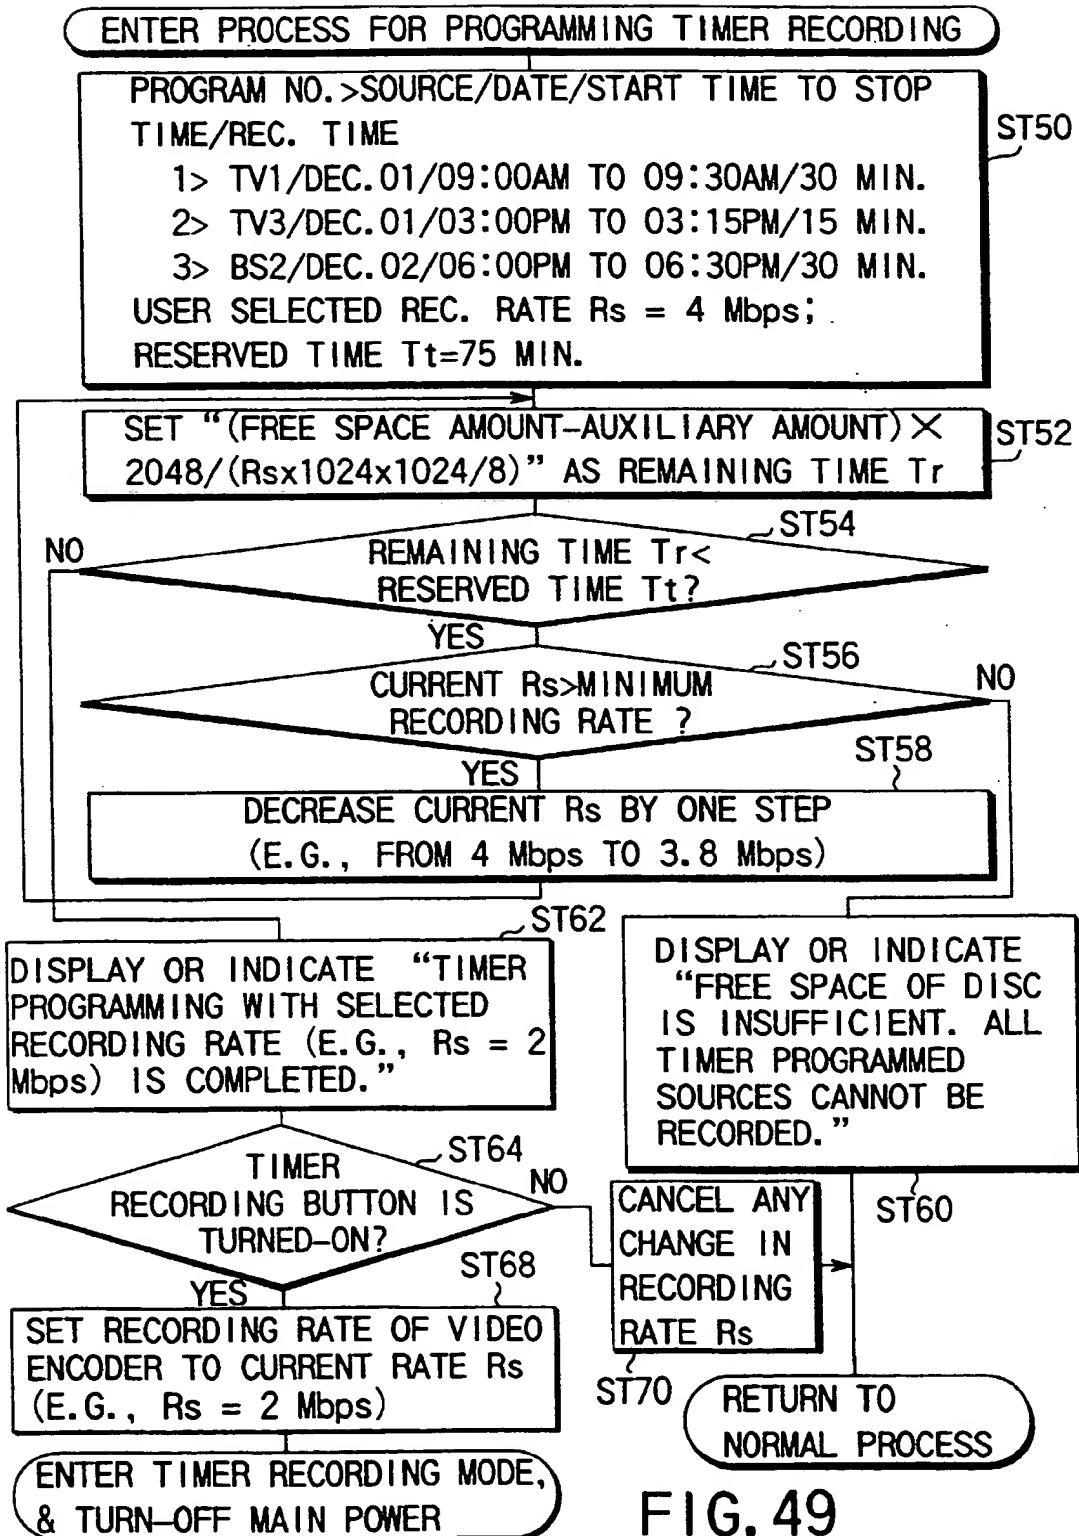 ENTER PROCESS FOR PROGRAMMING TIMER RECORDING
PROGRAM NO.>SOURCE/DATE/START TIME TO STOP
TIME/REC. TIME
1> TV1/DEC.01/09:00AM TO 09:30AM/30 MIN.
2> TV3/DEC.01/03:00PM TO 03:15PM/15 MIN.
3> BS2/DEC.02/06:00PM TO 06:30PM/30 MIN.
USER SELECTED REC. RATE Rs = 4 Mbps;
RESERVED TIME Tt=75 MIN.
ST50
SET “(FREE SPACE AMOUNT-AUXILIARY AMOUNT)×
2048/(Rsx1024x1024/8)” AS REMAINING TIME Tr
ST52
ST54
NO
REMAINING TIME Tr<
RESERVED TIME Tt?
YES
ST56
CURRENT Rs>MINIMUM
RECORDING RATE ?
NO
YES
ST58
DECREASE CURRENT Rs BY ONE STEP
(E.G., FROM 4 Mbps TO 3.8 Mbps)
ST62
DISPLAY OR INDICATE “TIMER
PROGRAMMING WITH SELECTED
RECORDING RATE (E.G., Rs = 2
Mbps) IS COMPLETED.”
DISPLAY OR INDICATE
“FREE SPACE OF DISC
IS INSUFFICIENT. ALL
TIMER PROGRAMMED
SOURCES CANNOT BE
RECORDED.”
ST60
ST64
TIMER
RECORDING BUTTON IS
TURNED-ON?
NO
YES
CANCEL ANY
CHANGE IN
RECORDING
RATE Rs
ST70
ST68
SET RECORDING RATE OF VIDEO
ENCODER TO CURRENT RATE Rs
(E.G., Rs = 2 Mbps)
RETURN TO
NORMAL PROCESS
ENTER TIMER RECORDING MODE,
& TURN-OFF MAIN POWER
FIG. 49